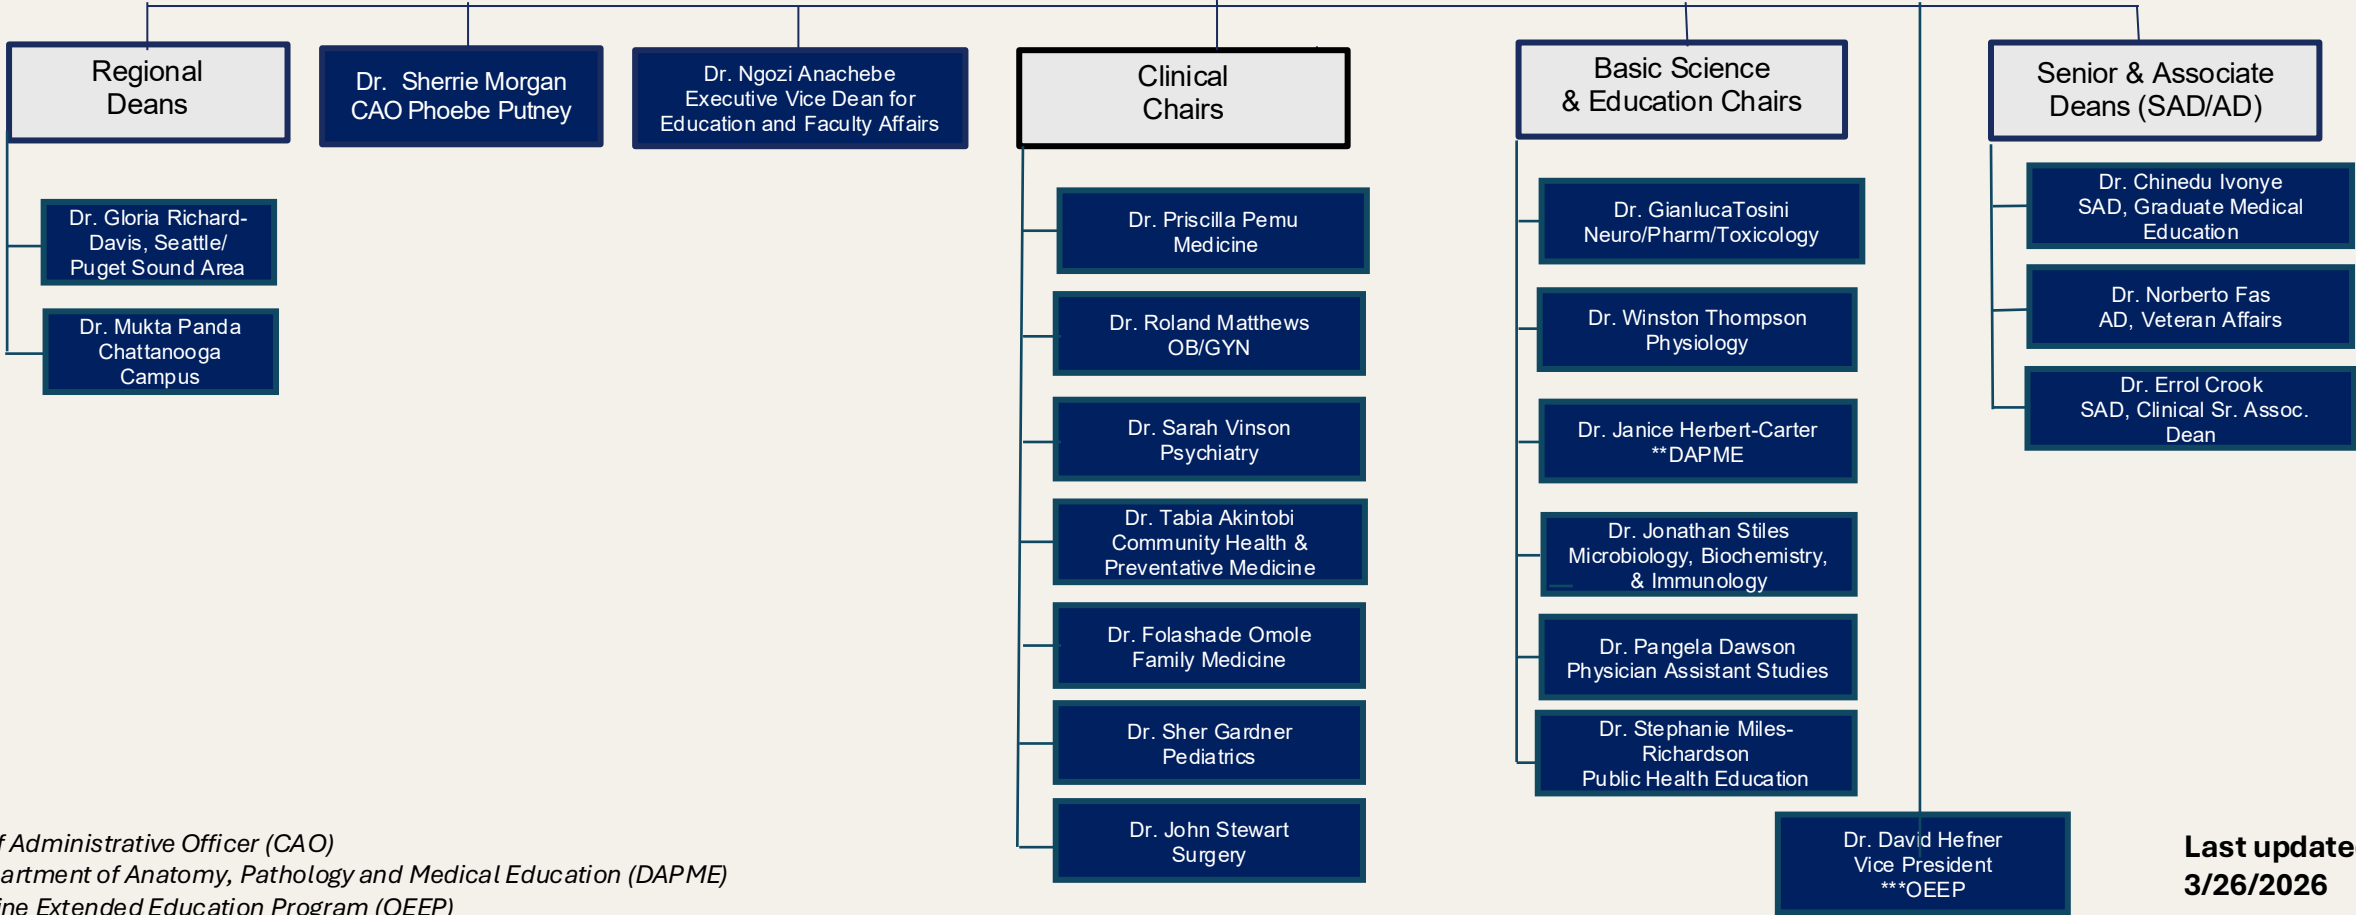 Regional
Deans
Dr. Gloria Richard-
Davis, Seattle/
Puget Sound Area
Dr. Mukta Panda
Chattanooga
Campus
Dr. Sherrie Morgan
CAO Phoebe Putney
Dr. Ngozi Anachebe
Executive Vice Dean for
Education and Faculty Affairs
Clinical
Chairs
Dr. Priscilla Pemu
Medicine
Dr. Roland Matthews
OB/GYN
Dr. Sarah Vinson
Psychiatry
Dr. Tabia Akintobi
Community Health &
Preventative Medicine
Dr. Folashade Omole
Family Medicine
Dr. Sher Gardner
Pediatrics
Dr. John Stewart
Surgery
Basic Science
& Education Chairs
Dr. GianlucaTosini
Neuro/Pharm/Toxicology
Dr. Winston Thompson
Physiology
Dr. Janice Herbert-Carter
**DAPME
Dr. Jonathan Stiles
Microbiology, Biochemistry,
& Immunology
Dr. Pangela Dawson
Physician Assistant Studies
Dr. Stephanie Miles-
Richardson
Public Health Education
Senior & Associate
Deans (SAD/AD)
Dr. Chinedu Ivonye
SAD, Graduate Medical
Education
Dr. Norberto Fas
AD, Veteran Affairs
Dr. Errol Crook
SAD, Clinical Sr. Assoc.
Dean
Dr. David Hefner
Vice President
***OEEP
Administrative Officer (CAO)
artment of Anatomy, Pathology and Medical Education (DAPME)
ine Extended Education Program (OEEP)
Last update
3/26/2026